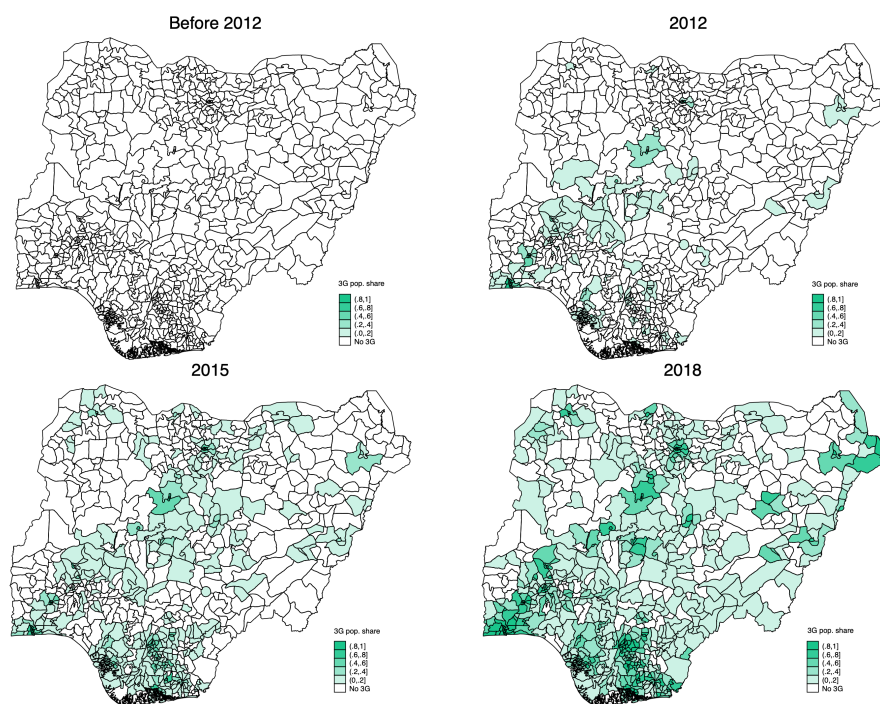 Before 2012
3G pop. share
(.8,1]
(.6,.8]
(.4,.6]
(.2,.4]
(.0,.2]
No 3G
2012
3G pop. share
(.8,1]
(.6,.8]
(.4,.6]
(.2,.4]
(0,.2]
No 3G
2015
3G pop. share
(.8,1]
(.6,.8]
(.4,.6]
(.2,.4]
(0,.2]
No 3G
2018
3G pop. share
(.8,1]
(.6,.8]
(.4,.6]
(.2,.4]
(0,.2]
No 3G